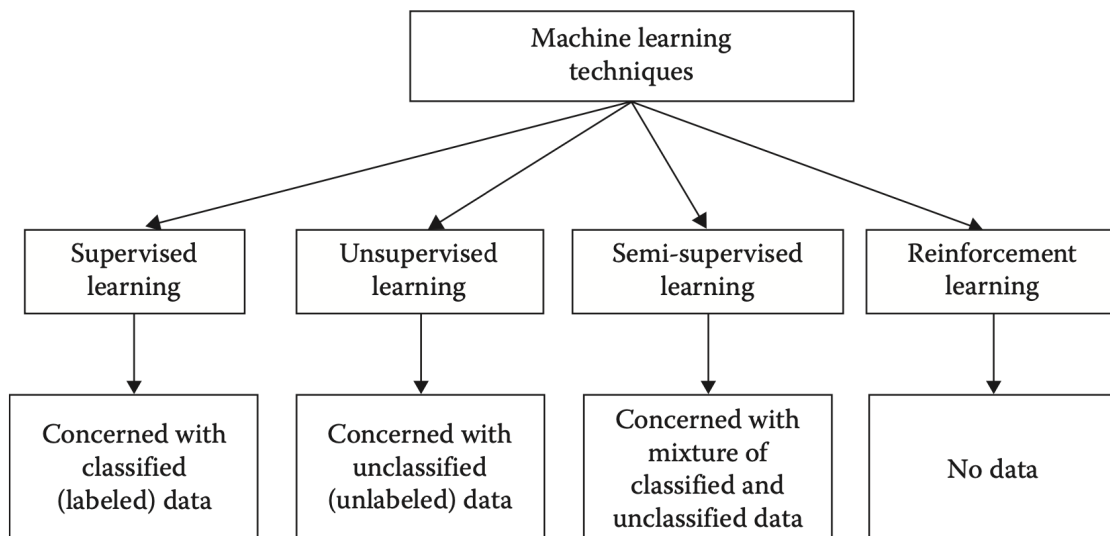 Machine learning
techniques
Supervised
learning
Unsupervised
learning
Semi-supervised
learning
Reinforcement
learning
Concerned with
classified
(labeled) data
Concerned with
unclassified
(unlabeled) data
Concerned with
mixture of
classified and
unclassified data
No data